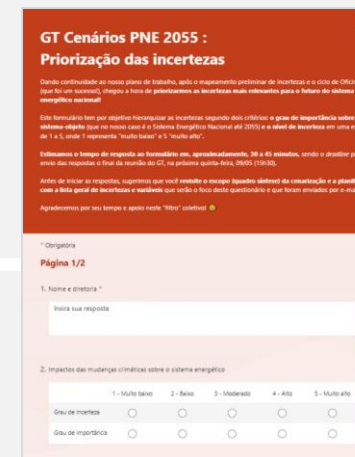 GT Cenários PNE 2055 :
Priorização das incertezas
Dando continuidade ao nosso plano de trabalho, após o mapeamento preliminar de incertezas e o ciclo de Oficin
(que foi um sucesso!), chegou a hora de priorizarmos as incertezas mais relevantes para o futuro do sistema
energético nacional!
Este formulário tem por objetivo hierarquizar as incertezas segundo dois critérios: o grau de importância sobre
sistema-objeto (que no nosso caso é o Sistema Energético Nacional até 2055) e o nível de incerteza em uma e
de 1 a 5, onde 1 representa "muito baixo" e 5 "muito alto".
Estimamos o tempo de resposta ao formulário em, aproximadamente, 30 a 45 minutos, sendo o deadline p
envio das respostas o final da reunião do GT, na próxima quinta-feira, 09/05 (15h30).
Antes de iniciar as respostas, sugerimos que você revisite o escopo (quadro síntese) da cenarização e a planil
com a lista geral de incertezas e variáveis que serão o foco deste questionário e que foram enviados por e-ma
Agradecemos por seu tempo e apoio neste "filtro" coletivo! 😊
* Obrigatória
Página 1/2
1. Nome e diretoria *
Insira sua resposta
2. Impactos das mudanças climáticas sobre o sistema energético
1 - Muito baixo 2 - Baixo 3 - Moderado 4 - Alto 5 - Muito alto
Grau de incerteza
Grau de importância